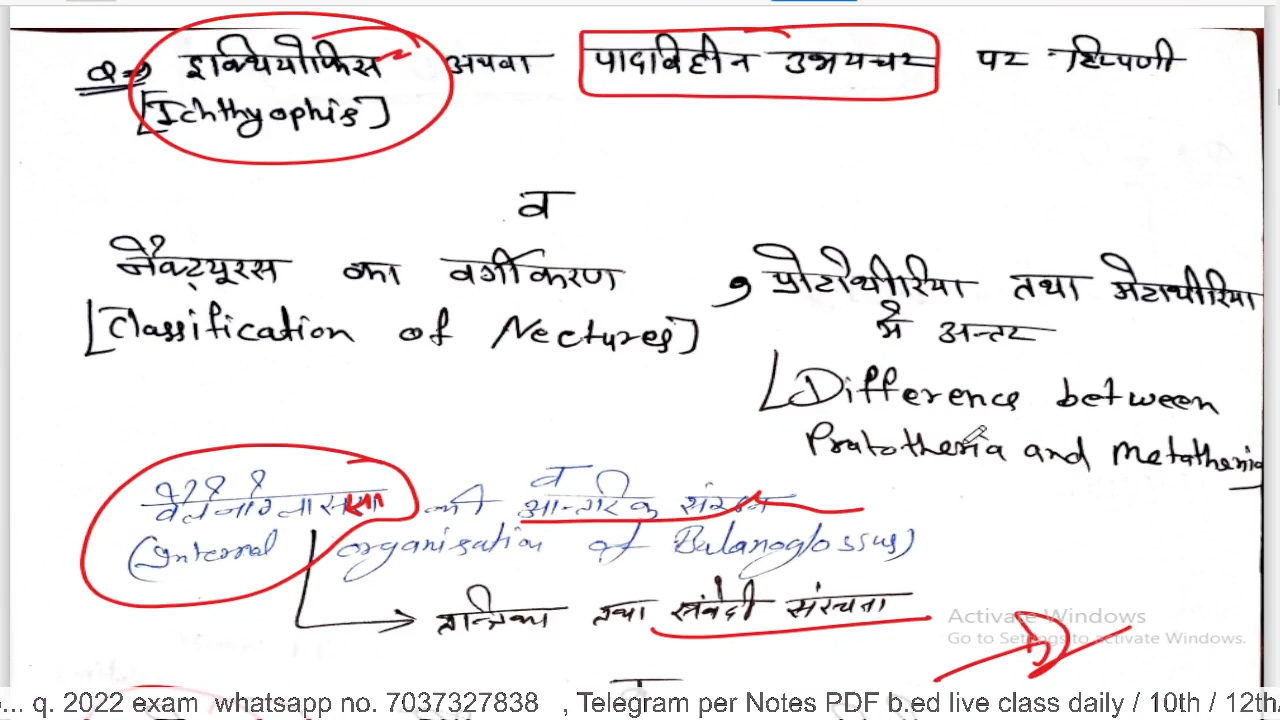 Q⇒ इक्थियोफिस अथवा पादविहीन उभयचर पर टिप्पणी
[Ichthyophis]
व
नेक्ट्यूरस का वर्गीकरण
[Classification of Nectures]
, प्रोटोथीरिया तथा मेटाथीरिया
में अन्तर
[Difference between
Prototheria and Metatheria
व
की आन्तरिक संरचना
(Internal organisation of Balanoglossus)
→ तन्त्रिका तथा संवेदी संरचना
Activate Windows
Go to Settings to activate Windows.
... q. 2022 exam whatsapp no. 7037327838 , Telegram per Notes PDF b.ed live class daily / 10th / 12th